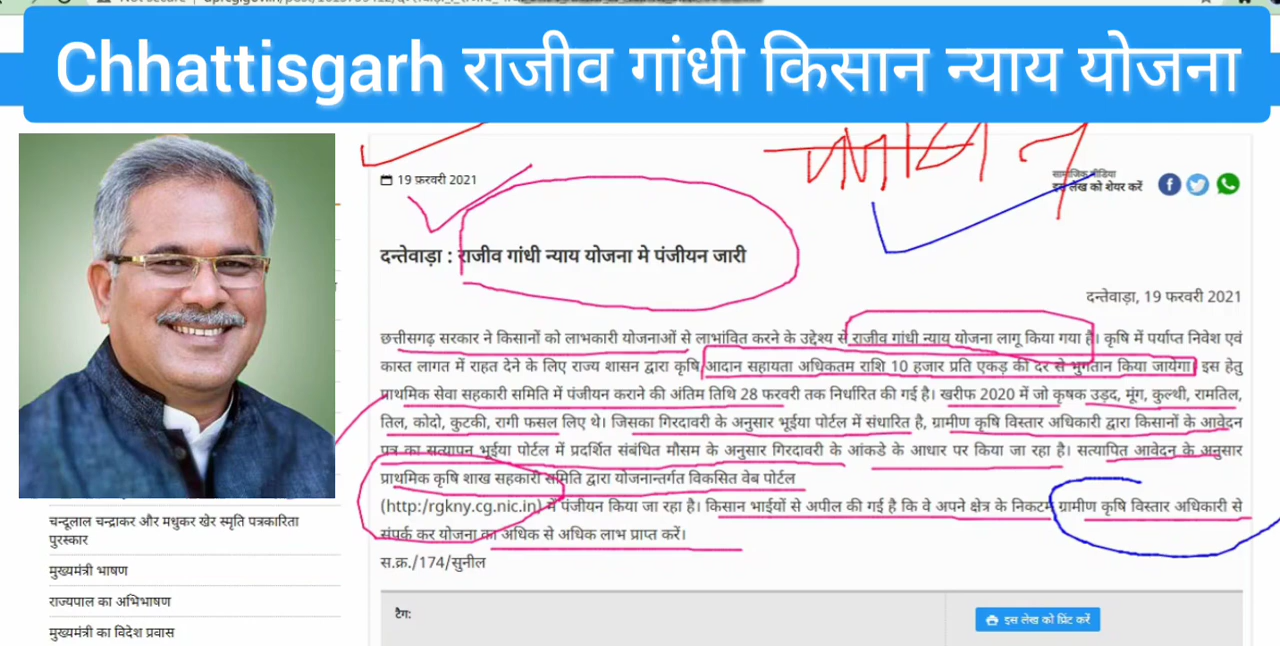 Not secure
Chhattisgarh राजीव गांधी किसान न्याय योजना
19 फ़रवरी 2021
सामाजिक मीडिया
इस लेख को शेयर करें
दन्तेवाड़ा : राजीव गांधी न्याय योजना मे पंजीयन जारी
दन्तेवाड़ा, 19 फरवरी 2021
छत्तीसगढ़ सरकार ने किसानों को लाभकारी योजनाओं से लाभांवित करने के उद्देश्य से राजीव गांधी न्याय योजना लागू किया गया है। कृषि में पर्याप्त निवेश एवं
कास्त लागत में राहत देने के लिए राज्य शासन द्वारा कृषि आदान सहायता अधिकतम राशि 10 हजार प्रति एकड़ की दर से भुगतान किया जायेगा। इस हेतु
प्राथमिक सेवा सहकारी समिति में पंजीयन कराने की अंतिम तिथि 28 फरवरी तक निर्धारित की गई है। खरीफ 2020 में जो कृषक उड़द, मूंग, कुल्थी, रामतिल,
तिल, कोदो, कुटकी, रागी फसल लिए थे। जिसका गिरदावरी के अनुसार भूईया पोर्टल में संधारित है, ग्रामीण कृषि विस्तार अधिकारी द्वारा किसानों के आवेदन
पत्र का सत्यापन भूईया पोर्टल में प्रदर्शित संबंधित मौसम के अनुसार गिरदावरी के आंकडे के आधार पर किया जा रहा है। सत्यापित आवेदन के अनुसार
प्राथमिक कृषि शाख सहकारी समिति द्वारा योजनान्तर्गत विकसित वेब पोर्टल
(http:/rgkny.cg.nic.in) में पंजीयन किया जा रहा है। किसान भाईयों से अपील की गई है कि वे अपने क्षेत्र के निकटम ग्रामीण कृषि विस्तार अधिकारी से
संपर्क कर योजना का अधिक से अधिक लाभ प्राप्त करें।
स.क्र./174/सुनील
चन्दूलाल चन्द्राकर और मधुकर खेर स्मृति पत्रकारिता
पुरस्कार
मुख्यमंत्री भाषण
राज्यपाल का अभिभाषण
मुख्यमंत्री का विदेश प्रवास
टैग:
इस लेख को प्रिंट करें